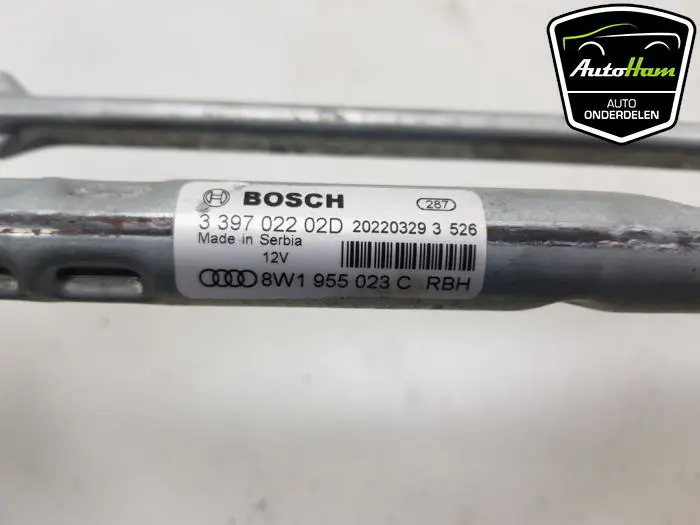 AutoHam
AUTO
ONDERDELEN
BOSCH 287
3 397 022 02D 20220329 3 526
Made in Serbia
12V
8W1 955 023 C RBH